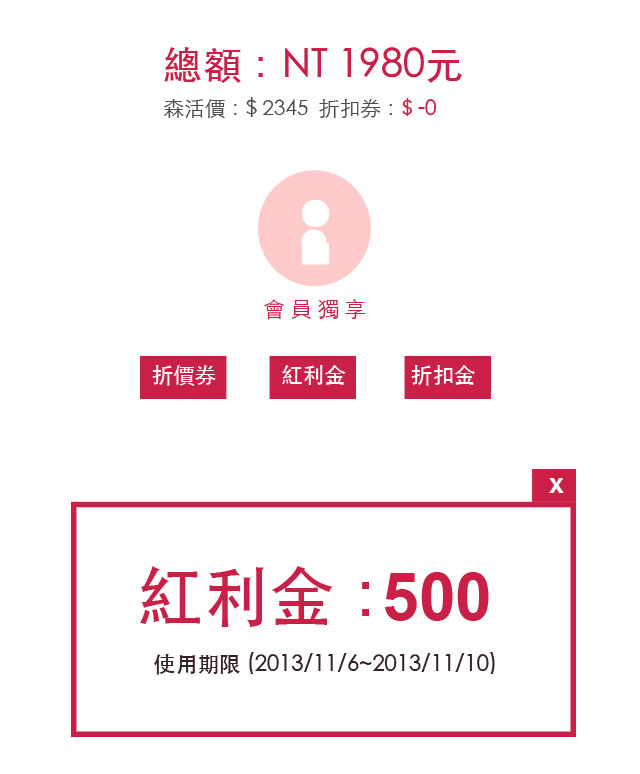 總額：NT 1980元
森活價：$ 2345 折扣券：$ -0
會員獨享
折價券 紅利金 折扣金
X
紅利金：500
使用期限 (2013/11/6~2013/11/10)